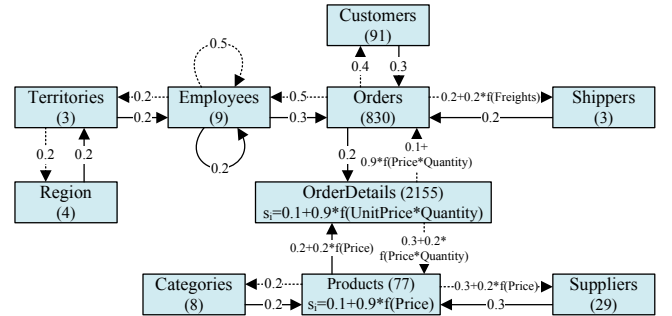 Customers
(91)
0.5
0.4
0.3
Territories
(3)
0.2
0.2
Employees
(9)
0.5
0.3
Orders
(830)
0.2+0.2*f(Freights)
0.2
Shippers
(3)
0.2
0.2
0.2
0.2
0.1+
0.9*f(Price*Quantity)
Region
(4)
OrderDetails (2155)
si=0.1+0.9*f(UnitPrice*Quantity)
0.2+0.2*f(Price)
0.3+0.2*
f(Price*Quantity)
Categories
(8)
0.2
0.2
Products (77)
si=0.1+0.9*f(Price)
0.3+0.2*f(Price)
0.3
Suppliers
(29)